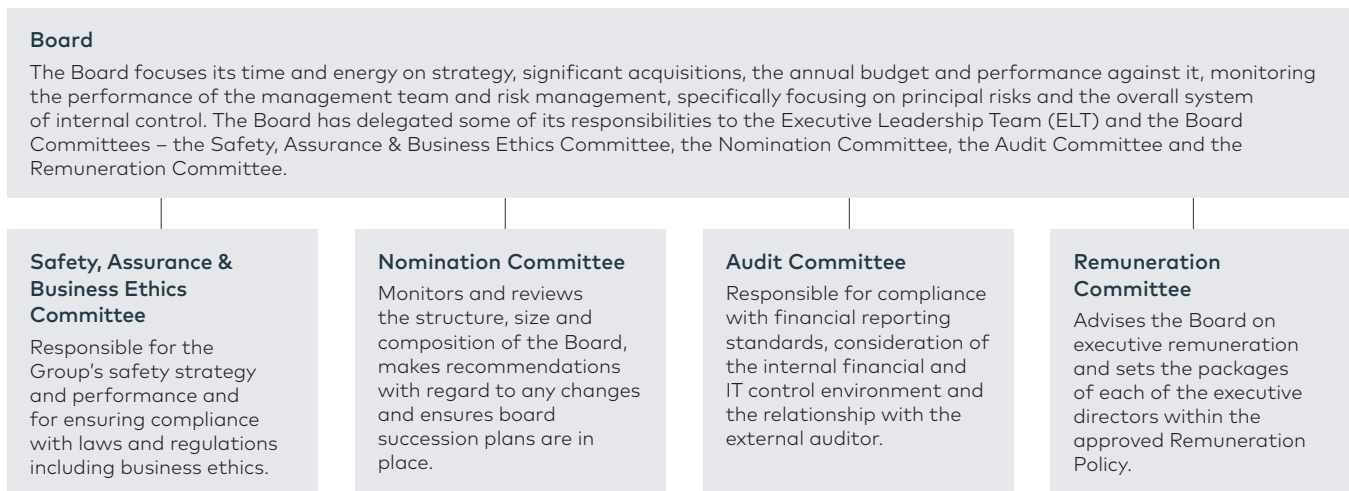 Board
The Board focuses its time and energy on strategy, significant acquisitions, the annual budget and performance against it, monitoring
the performance of the management team and risk management, specifically focusing on principal risks and the overall system
of internal control. The Board has delegated some of its responsibilities to the Executive Leadership Team (ELT) and the Board
Committees – the Safety, Assurance & Business Ethics Committee, the Nomination Committee, the Audit Committee and the
Remuneration Committee.
Safety, Assurance &
Business Ethics
Committee
Responsible for the
Group’s safety strategy
and performance and
for ensuring compliance
with laws and regulations
including business ethics.
Nomination Committee
Monitors and reviews
the structure, size and
composition of the Board,
makes recommendations
with regard to any changes
and ensures board
succession plans are in
place.
Audit Committee
Responsible for compliance
with financial reporting
standards, consideration of
the internal financial and
IT control environment and
the relationship with the
external auditor.
Remuneration
Committee
Advises the Board on
executive remuneration
and sets the packages
of each of the executive
directors within the
approved Remuneration
Policy.